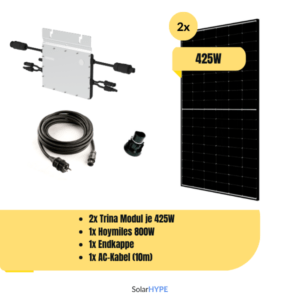 2x
425W
2x Trina Modul je 425W
1x Hoymiles 800W
1x Endkappe
1x AC-Kabel (10m)
SolarHYPE